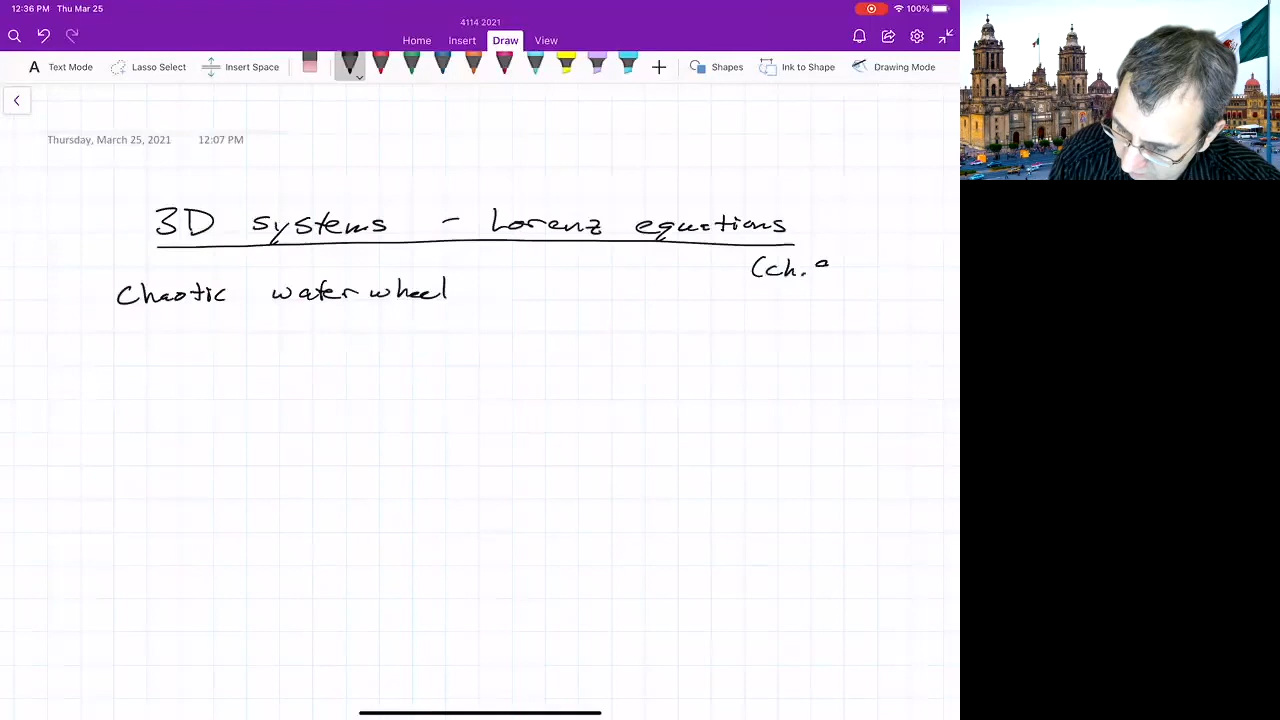 12:36 PM Thu Mar 25
100%
4114 2021
Home Insert Draw View
A Text Mode Lasso Select Insert Space Shapes Ink to Shape Drawing Mode
Thursday, March 25, 2021 12:07 PM
3D systems - Lorenz equations
(ch.
Chaotic waterwheel